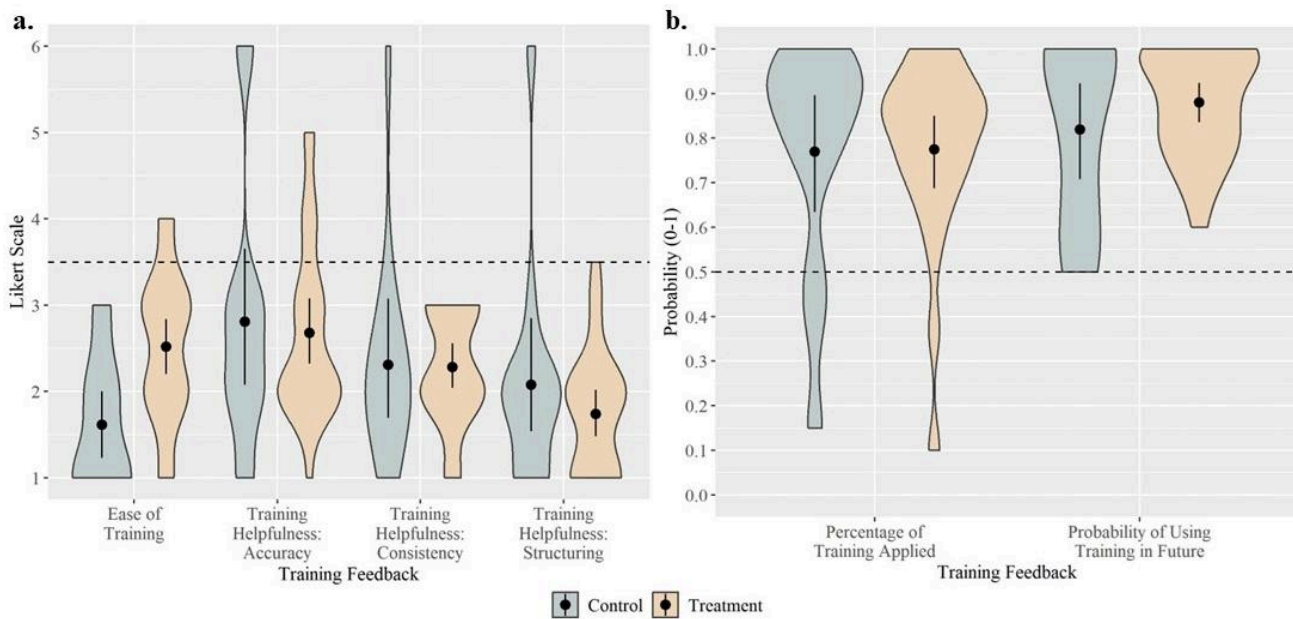 a.
6
5
4
3
2
1
Likert Scale
Ease of
Training
Training
Helpfulness:
Accuracy
Training
Helpfulness:
Consistency
Training
Helpfulness:
Structuring
Training Feedback
b.
1.0
0.9
0.8
0.7
0.6
0.5
0.4
0.3
0.2
0.1
0.0
Probability (0-1)
Percentage of
Training Applied
Probability of Using
Training in Future
Training Feedback
Control
Treatment